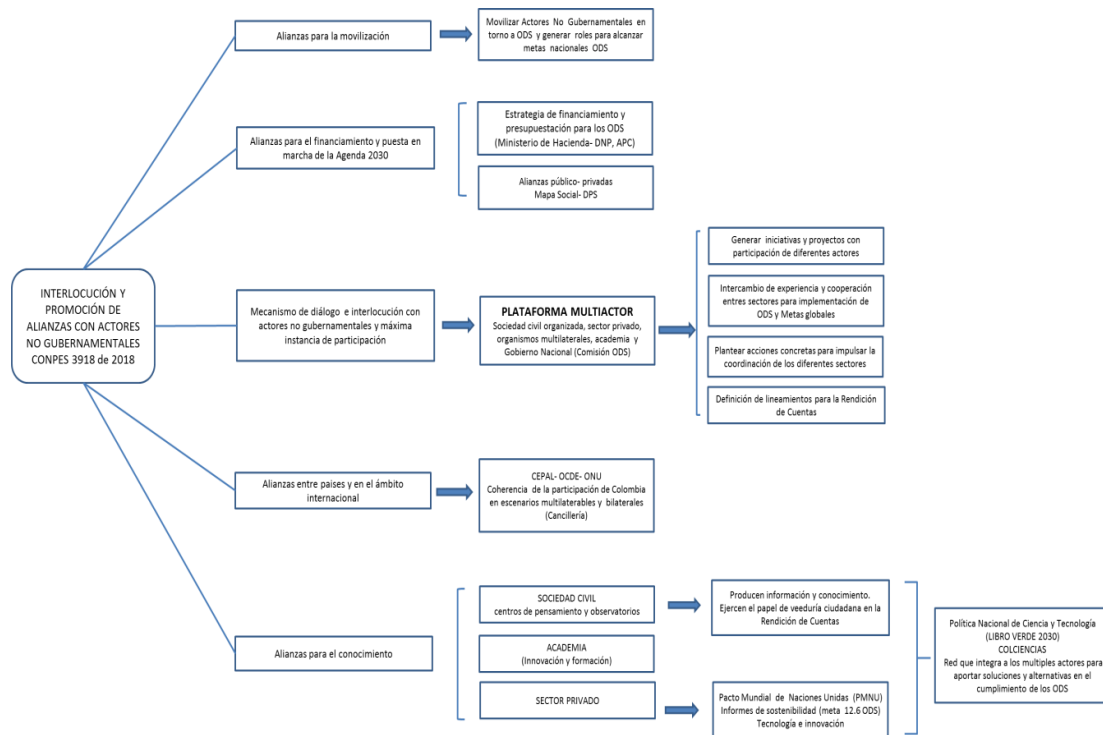 Alianzas para la movilización
Movilizar Actores No Gubernamentales en
torno a ODS y generar roles para alcanzar
metas nacionales ODS
Alianzas para el financiamiento y puesta en
marcha de la Agenda 2030
Estrategia de financiamiento y
presupuestación para los ODS
(Ministerio de Hacienda- DNP, APC)
Alianzas público- privadas
Mapa Social- DPS
INTERLOCUCIÓN Y
PROMOCIÓN DE
ALIANZAS CON ACTORES
NO GUBERNAMENTALES
CONPES 3918 de 2018
Mecanismo de diálogo e interlocución con
actores no gubernamentales y máxima
instancia de participación
PLATAFORMA MULTIACTOR
Sociedad civil organizada, sector privado,
organismos multilaterales, academia y
Gobierno Nacional (Comisión ODS)
Generar iniciativas y proyectos con
participación de diferentes actores
Intercambio de experiencia y cooperación
entres sectores para implementación de
ODS y Metas globales
Plantear acciones concretas para impulsar la
coordinación de los diferentes sectores
Definición de lineamientos para la Rendición
de Cuentas
Alianzas entre paises y en el ámbito
internacional
CEPAL- OCDE- ONU
Coherencia de la participación de Colombia
en escenarios multilaterables y bilaterales
(Cancillería)
Alianzas para el conocimiento
SOCIEDAD CIVIL
centros de pensamiento y observatorios
ACADEMIA
(Innovación y formación)
SECTOR PRIVADO
Producen información y conocimiento.
Ejercen el papel de veeduría ciudadana en la
Rendición de Cuentas
Pacto Mundial de Naciones Unidas (PMNU)
Informes de sostenibilidad (meta 12.6 ODS)
Tecnología e innovación
Política Nacional de Ciencia y Tecnología
(LIBRO VERDE 2030)
COLCIENCIAS
Red que integra a los multiples actores para
aportar soluciones y alternativas en el
cumplimiento de los ODS